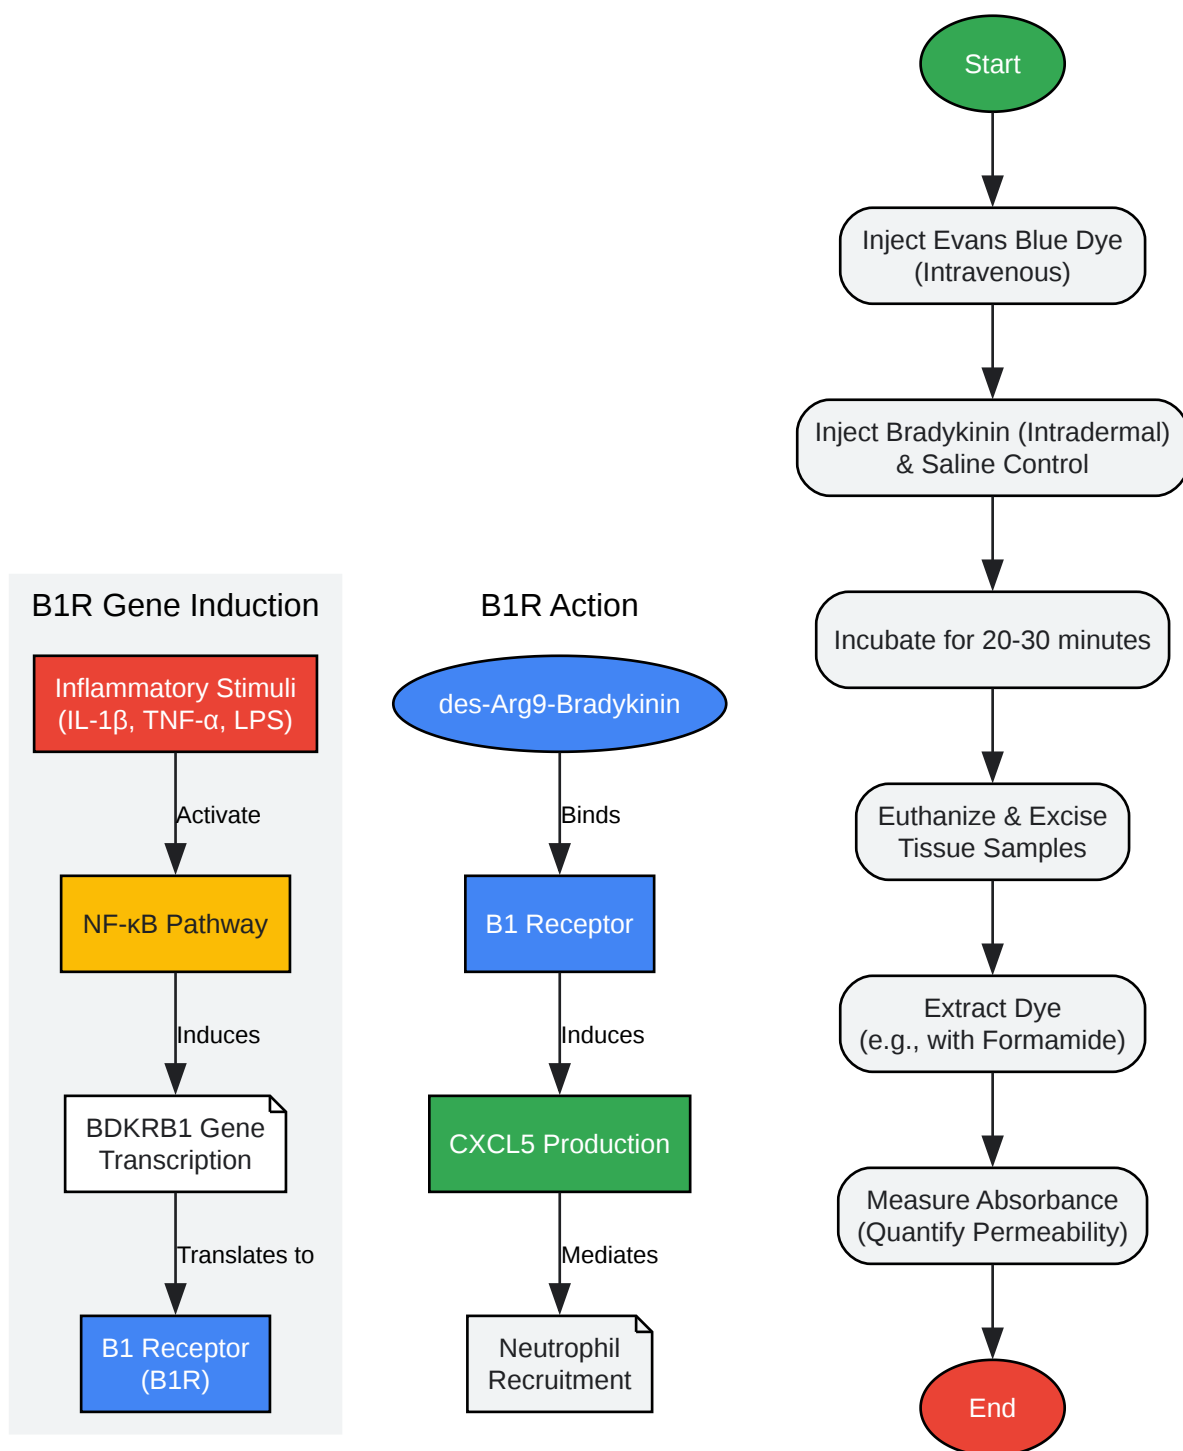 B1R Gene Induction
Inflammatory Stimuli
(IL-1β, TNF-α, LPS)
Activate
NF-κB Pathway
Induces
BDKRB1 Gene
Transcription
Translates to
B1 Receptor
(B1R)
B1R Action
des-Arg9-Bradykinin
Binds
B1 Receptor
Induces
CXCL5 Production
Mediates
Neutrophil
Recruitment
Start
Inject Evans Blue Dye
(Intravenous)
Inject Bradykinin (Intradermal)
& Saline Control
Incubate for 20-30 minutes
Euthanize & Excise
Tissue Samples
Extract Dye
(e.g., with Formamide)
Measure Absorbance
(Quantify Permeability)
End